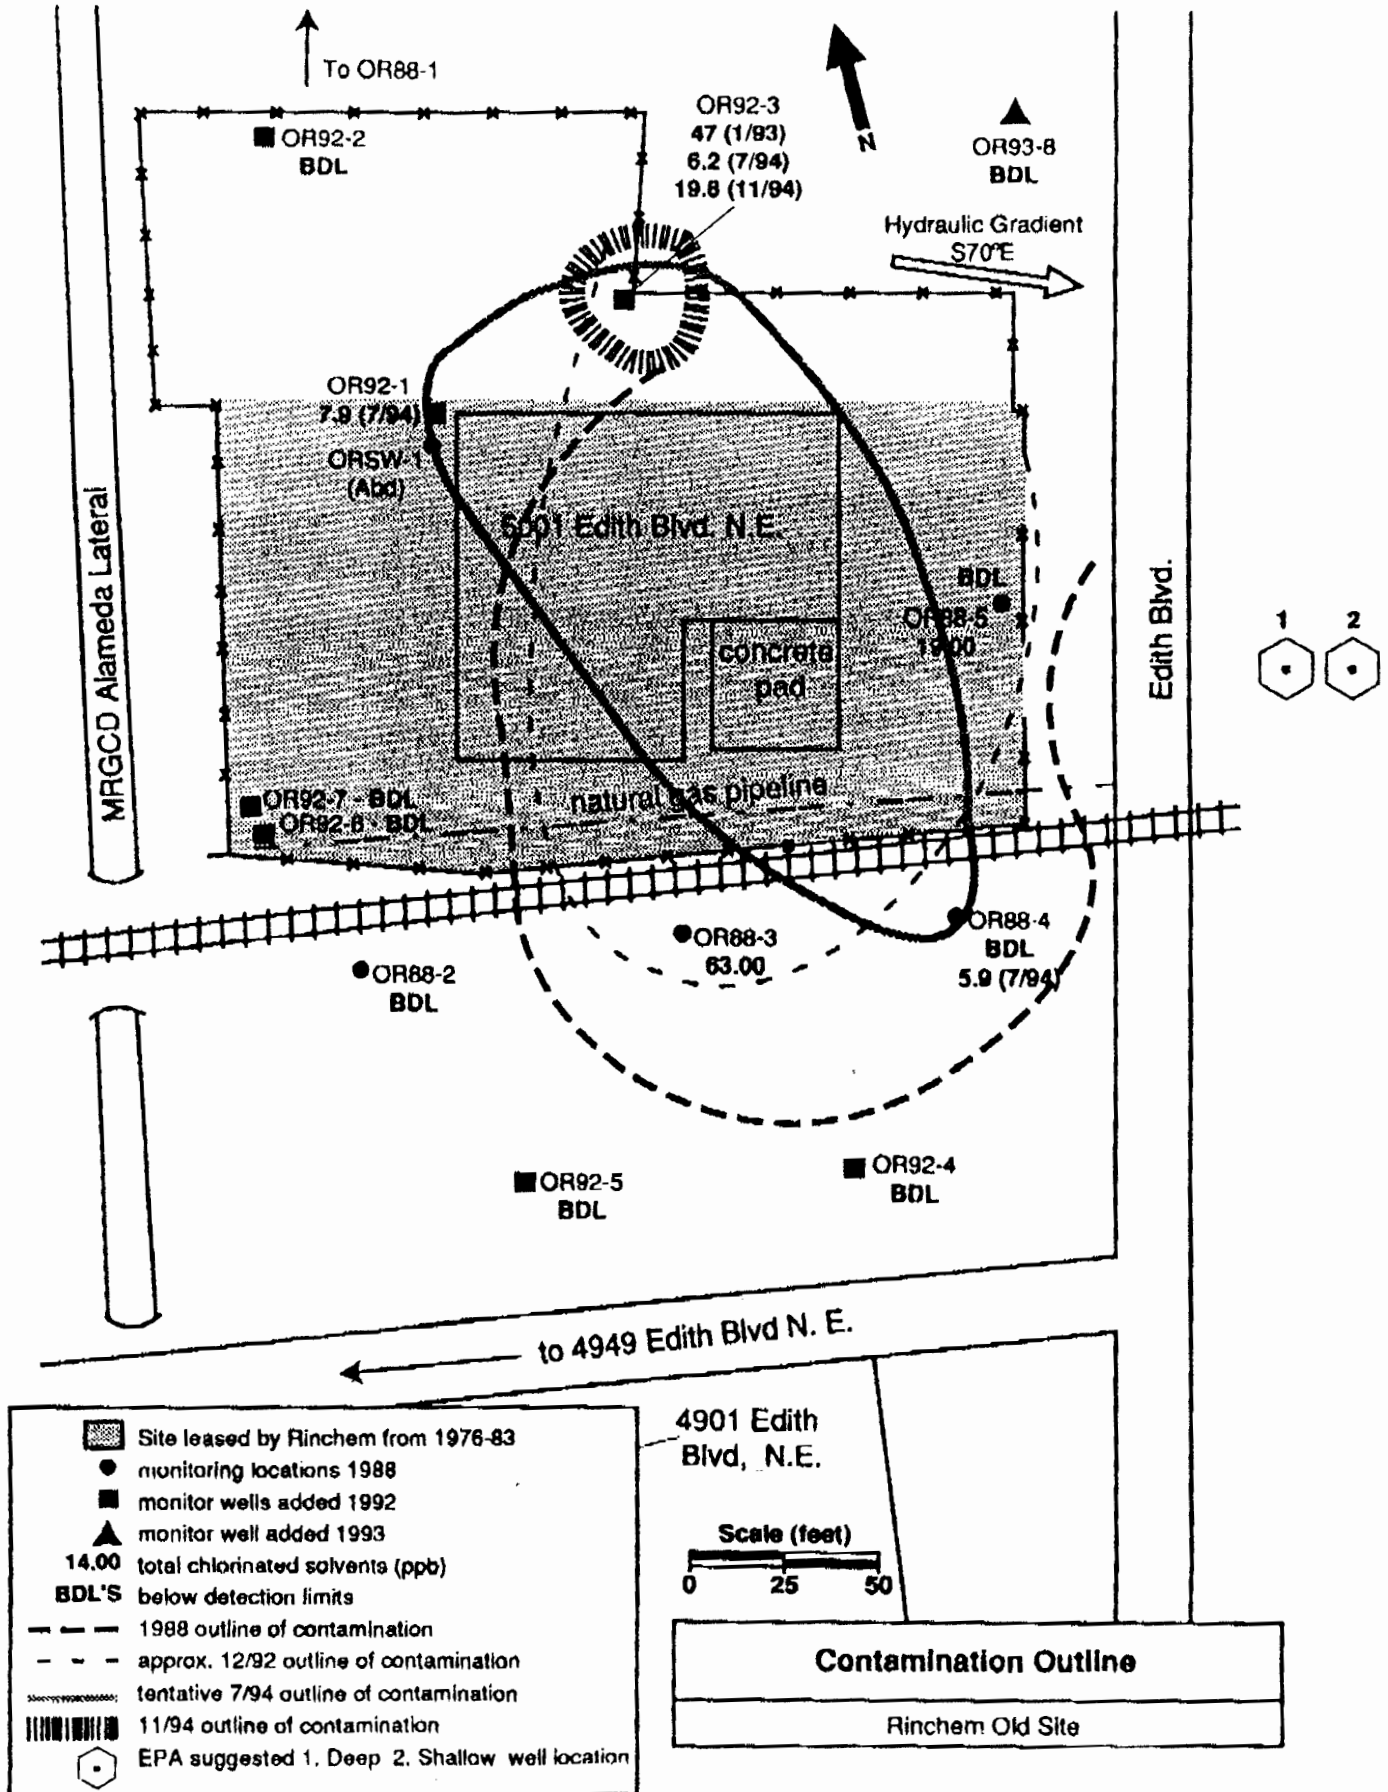 To OR88-1
OR92-2
BDL
OR92-3
47 (1/93)
6.2 (7/94)
19.8 (11/94)
N
OR93-8
BDL
Hydraulic Gradient
S70ºE
OR92-1
7.9 (7/94)
ORSW-1
(Abd)
5001 Edith Blvd. N.E.
BDL
OR88-5
19.00
concrete
pad
natural gas pipeline
MRGCD Alameda Lateral
Edith Blvd.
1 2
OR92-7 - BDL
OR92-6 - BDL
OR88-3
63.00
OR88-4
BDL
5.9 (7/94)
OR88-2
BDL
OR92-5
BDL
OR92-4
BDL
to 4949 Edith Blvd N. E.
4901 Edith
Blvd, N.E.
Site leased by Rinchem from 1976-83
monitoring locations 1988
monitor wells added 1992
monitor well added 1993
14.00 total chlorinated solvents (ppb)
BDL'S below detection limits
1988 outline of contamination
approx. 12/92 outline of contamination
tentative 7/94 outline of contamination
11/94 outline of contamination
EPA suggested 1. Deep 2. Shallow well location
Scale (feet)
0 25 50
Contamination Outline
Rinchem Old Site